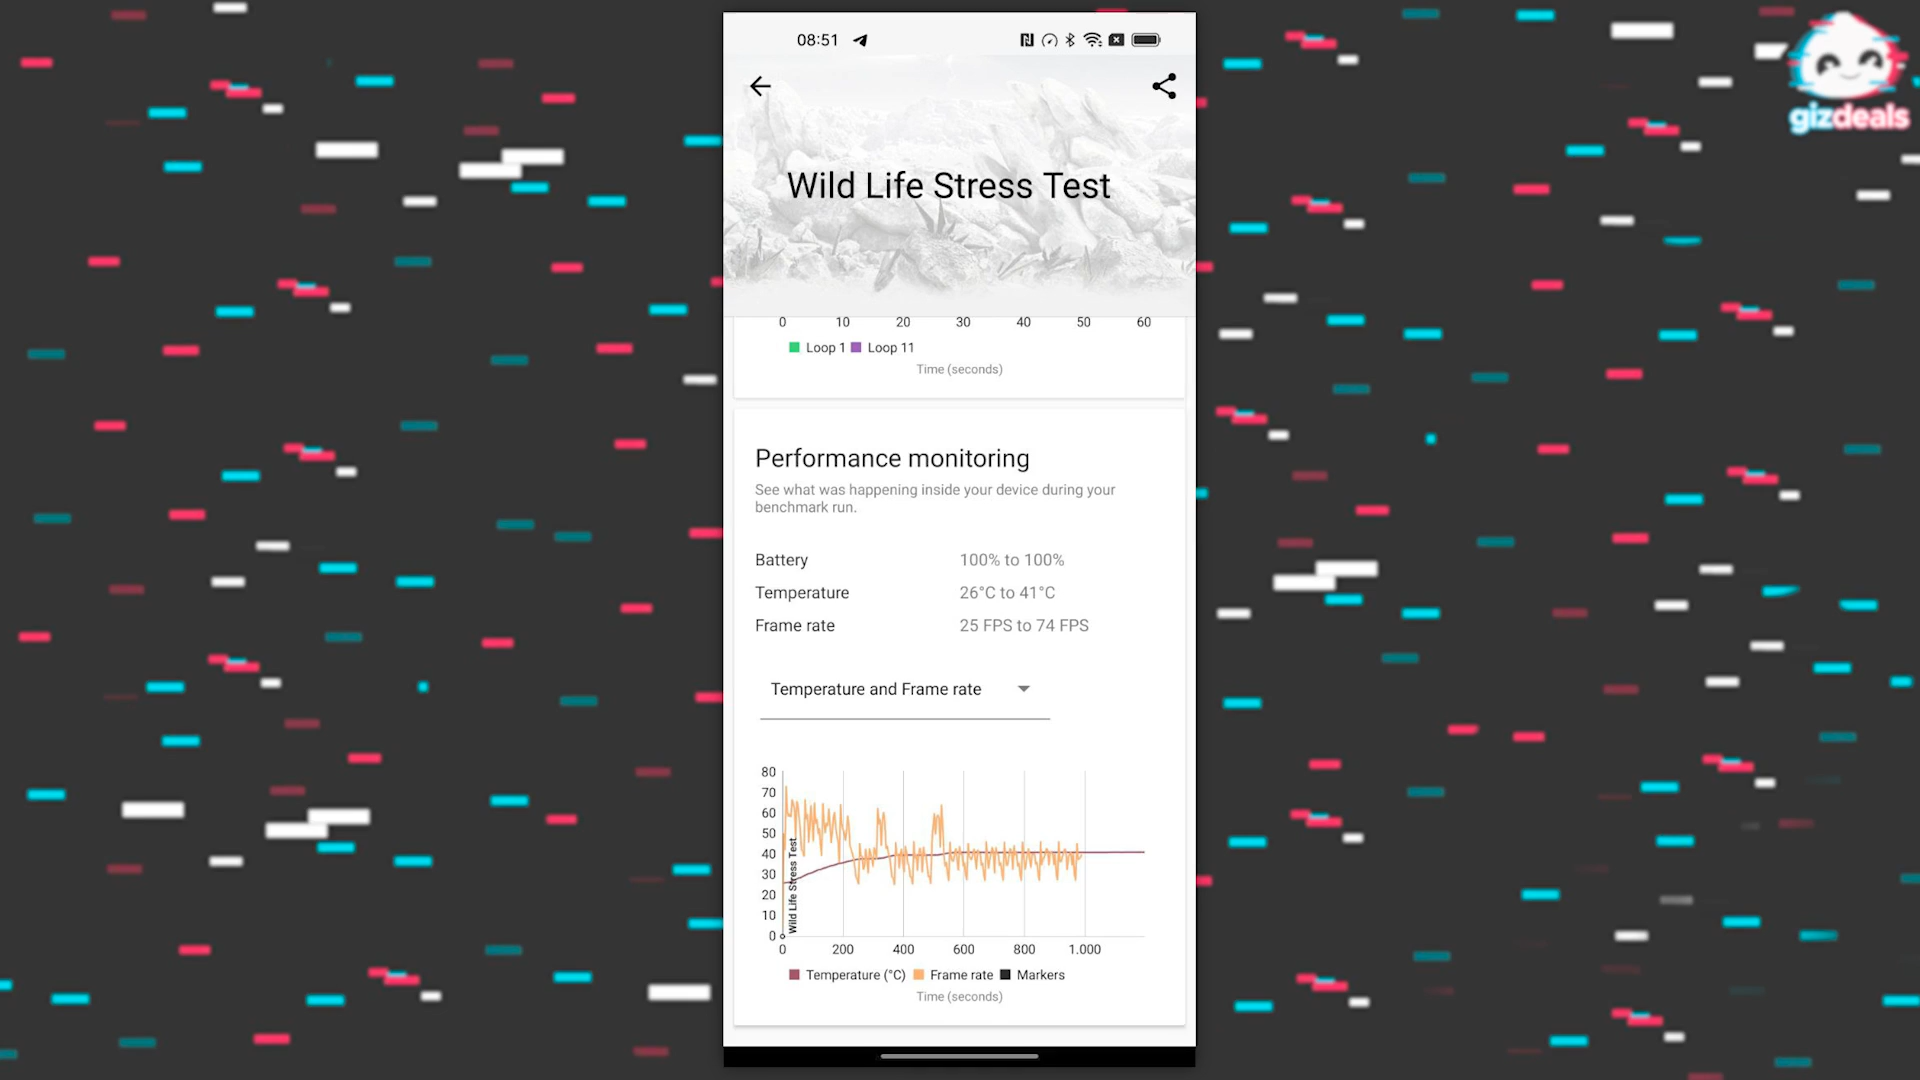 08:51
gizdeals
Wild Life Stress Test
0 10 20 30 40 50 60
Loop 1 Loop 11
Time (seconds)
Performance monitoring
See what was happening inside your device during your
benchmark run.
Battery 100% to 100%
Temperature 26°C to 41°C
Frame rate 25 FPS to 74 FPS
Temperature and Frame rate
80
70
60
50
40
30
20
10
0
Wild Life Stress Test
0 200 400 600 800 1.000
Temperature (°C) Frame rate Markers
Time (seconds)